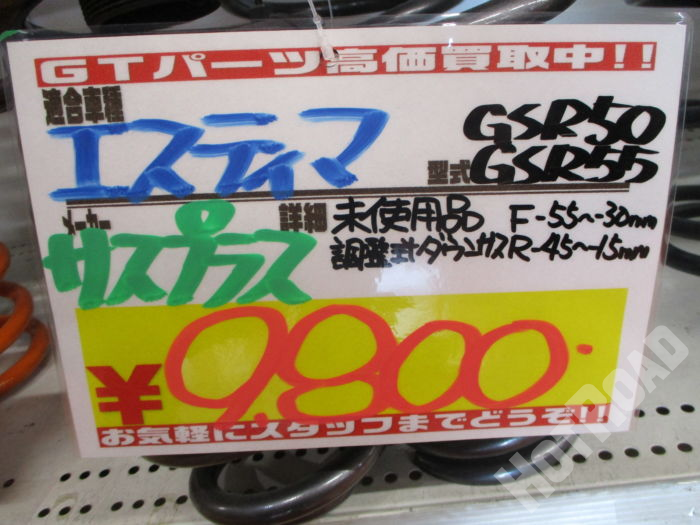 GTパーツ高価買取中!!
適合車種
エスティマ
型式
GSR50
GSR55
メーカー
サスプラス
詳細
未使用品 F-55~-30mm
調整式ダウンサス R-45~-15mm
¥9,800.-
お気軽にスタッフまでどうぞ!!
HotRoad